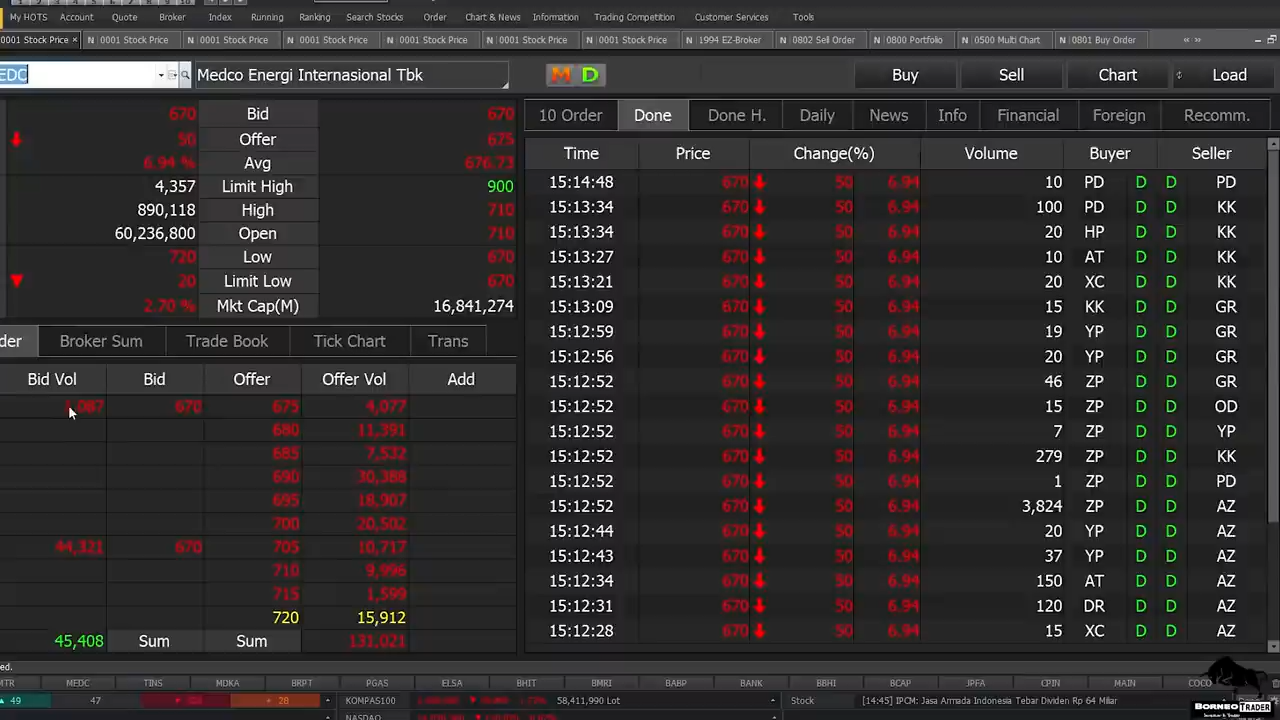 My HOTS Account Quote Broker Index Running Ranking Search Stocks Order Chart & News Information Trading Competition Customer Services Tools
0001 Stock Price × N 0001 Stock Price N 0001 Stock Price N 0001 Stock Price N 0001 Stock Price N 0001 Stock Price N 0001 Stock Price N 1994 EZ-Broker N 0802 Sell Order N 0800 Portfolio N 0500 Multi Chart N 0801 Buy Order
EDC Medco Energi Internasional Tbk M D Buy Sell Chart Load
10 Order Done Done H. Daily News Info Financial Foreign Recomm.
670 Bid 670
50 Offer 675
6.94 % Avg 676.73
4,357 Limit High 900
890,118 High 710
60,236,800 Open 710
720 Low 670
20 Limit Low 670
2.70 % Mkt Cap(M) 16,841,274
der Broker Sum Trade Book Tick Chart Trans
Bid Vol Bid Offer Offer Vol Add
1,087 670 675 4,077
680 11,391
685 7,532
690 30,388
695 18,907
700 20,502
44,321 670 705 10,717
710 9,996
715 1,599
720 15,912
45,408 Sum Sum 131,021
Time Price Change(%) Volume Buyer Seller
15:14:48 670 50 6.94 10 PD D D PD
15:13:34 670 50 6.94 100 PD D D KK
15:13:34 670 50 6.94 20 HP D D KK
15:13:27 670 50 6.94 10 AT D D KK
15:13:21 670 50 6.94 20 XC D D KK
15:13:09 670 50 6.94 15 KK D D GR
15:12:59 670 50 6.94 19 YP D D GR
15:12:56 670 50 6.94 20 YP D D GR
15:12:52 670 50 6.94 46 ZP D D GR
15:12:52 670 50 6.94 15 ZP D D OD
15:12:52 670 50 6.94 7 ZP D D YP
15:12:52 670 50 6.94 279 ZP D D KK
15:12:52 670 50 6.94 1 ZP D D PD
15:12:52 670 50 6.94 3,824 ZP D D AZ
15:12:44 670 50 6.94 20 YP D D AZ
15:12:43 670 50 6.94 37 YP D D AZ
15:12:34 670 50 6.94 150 AT D D AZ
15:12:31 670 50 6.94 120 DR D D AZ
15:12:28 670 50 6.94 15 XC D D AZ
ed.
MTR MEDC TINS MDKA BRPT PGAS ELSA BHIT BMRI BABP BANK BBHI BCAP JPFA CPIN MAIN COCO
49 47 28 KOMPAS100 58,411,990 Lot Stock [14:45] IPCM: Jasa Armada Indonesia Tebar Dividen Rp 64 Miliar
NASDAQ
BORNEO TRADER